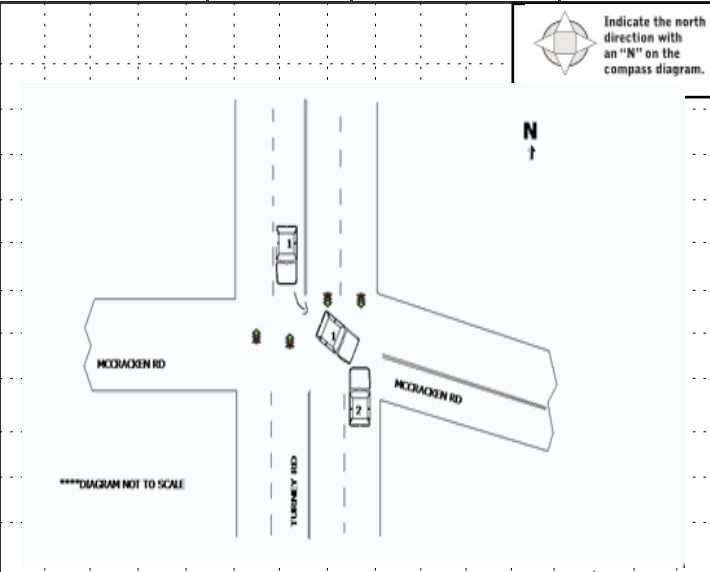 Indicate the north
direction with
an “N” on the
compass diagram.
N
1
1
MCCRACKEN RD
MCCRACKEN RD
2
****DIAGRAM NOT TO SCALE
TURNEY RD